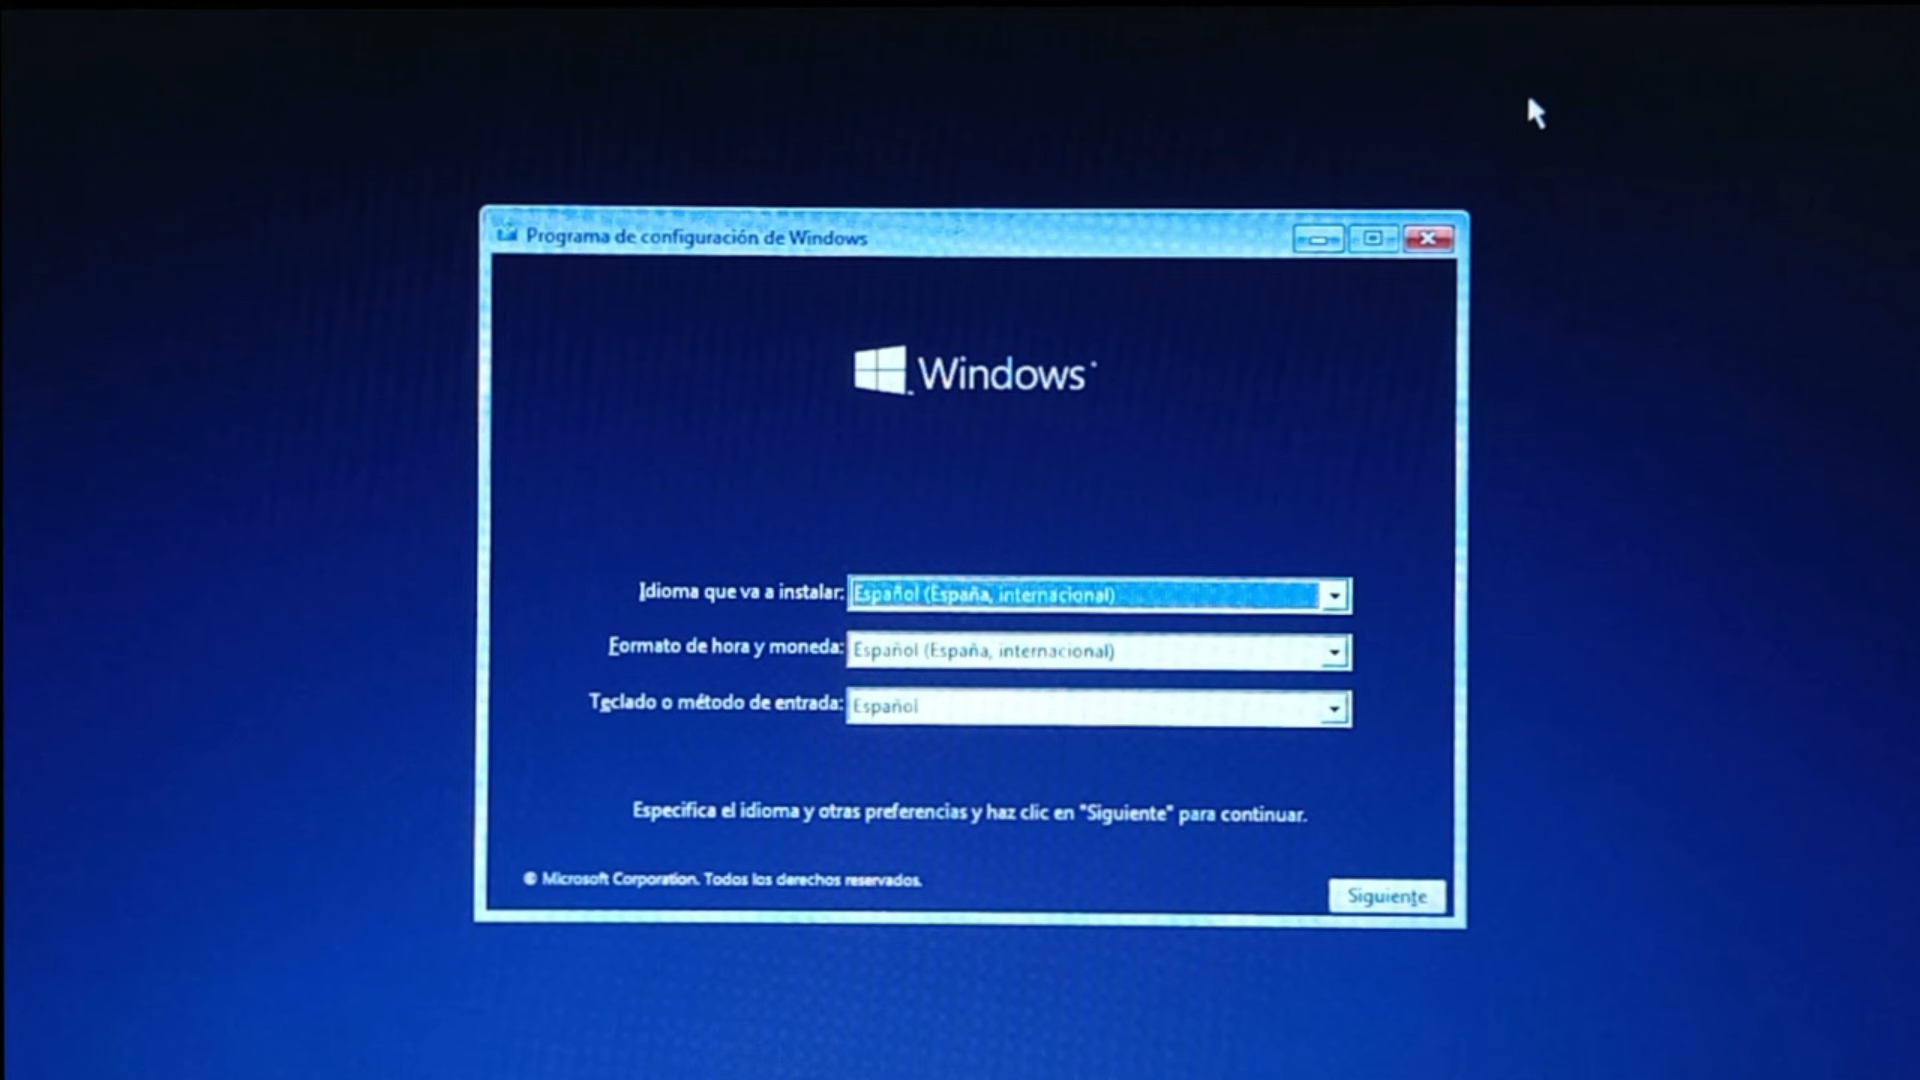 Programa de configuración de Windows
Windows
Idioma que va a instalar: Español (España, internacional)
Formato de hora y moneda: Español (España, internacional)
Teclado o método de entrada: Español
Especifica el idioma y otras preferencias y haz clic en "Siguiente" para continuar.
© Microsoft Corporation. Todos los derechos reservados.
Siguiente